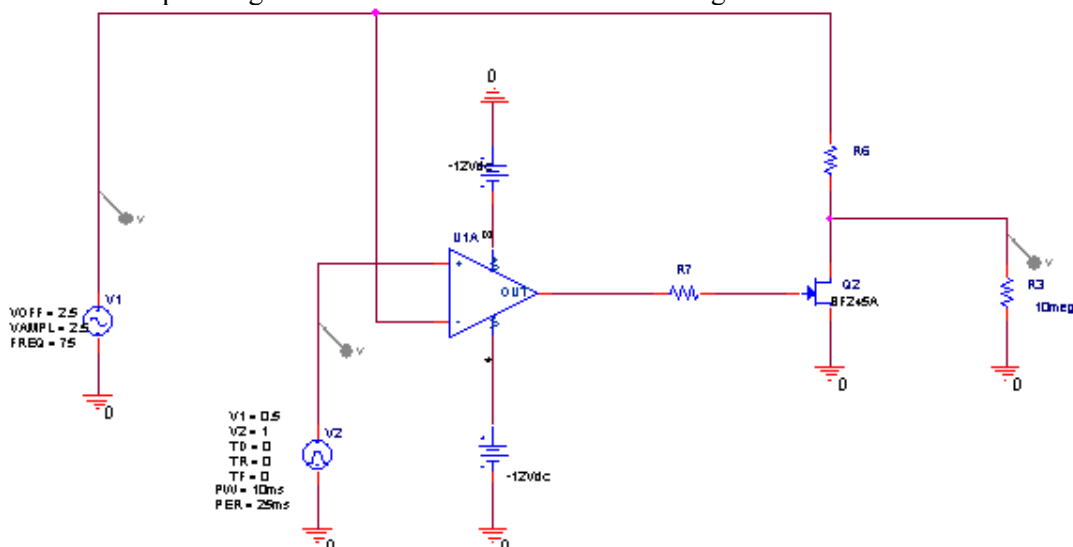 0
-12Vdc
R6
V
U1A
R7
V
OUT
Q2
BF245A
R3
10meg
VOFF = 2.5
VAMPL = 2.5
FREQ = 75
V1
V
0
0
0
V1 = 0.5
V2 = 1
TD = 0
TR = 0
TF = 0
PW = 10ms
PER = 25ms
V2
-12Vdc
0
0